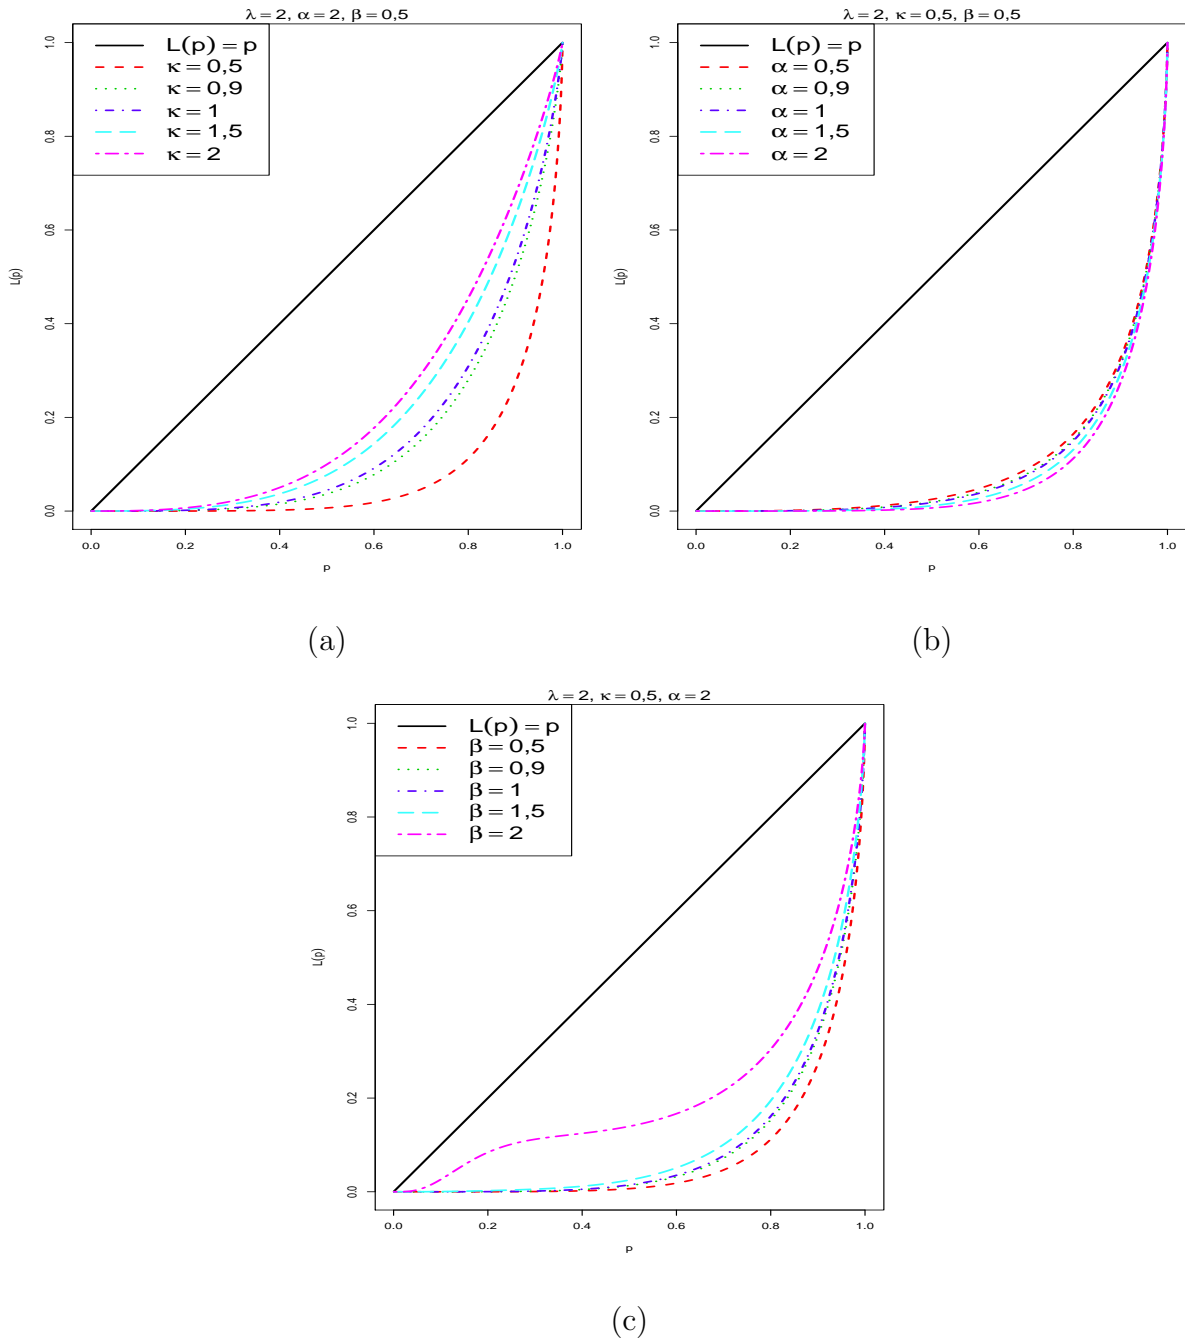 λ = 2, α = 2, β = 0,5
L(p) = p
κ = 0,5
κ = 0,9
κ = 1
κ = 1,5
κ = 2
L(p)
0.0 0.2 0.4 0.6 0.8 1.0
0.0 0.2 0.4 0.6 0.8 1.0
p
(a)
λ = 2, κ = 0,5, β = 0,5
L(p) = p
α = 0,5
α = 0,9
α = 1
α = 1,5
α = 2
L(p)
0.0 0.2 0.4 0.6 0.8 1.0
0.0 0.2 0.4 0.6 0.8 1.0
p
(b)
λ = 2, κ = 0,5, α = 2
L(p) = p
β = 0,5
β = 0,9
β = 1
β = 1,5
β = 2
L(p)
0.0 0.2 0.4 0.6 0.8 1.0
0.0 0.2 0.4 0.6 0.8 1.0
p
(c)